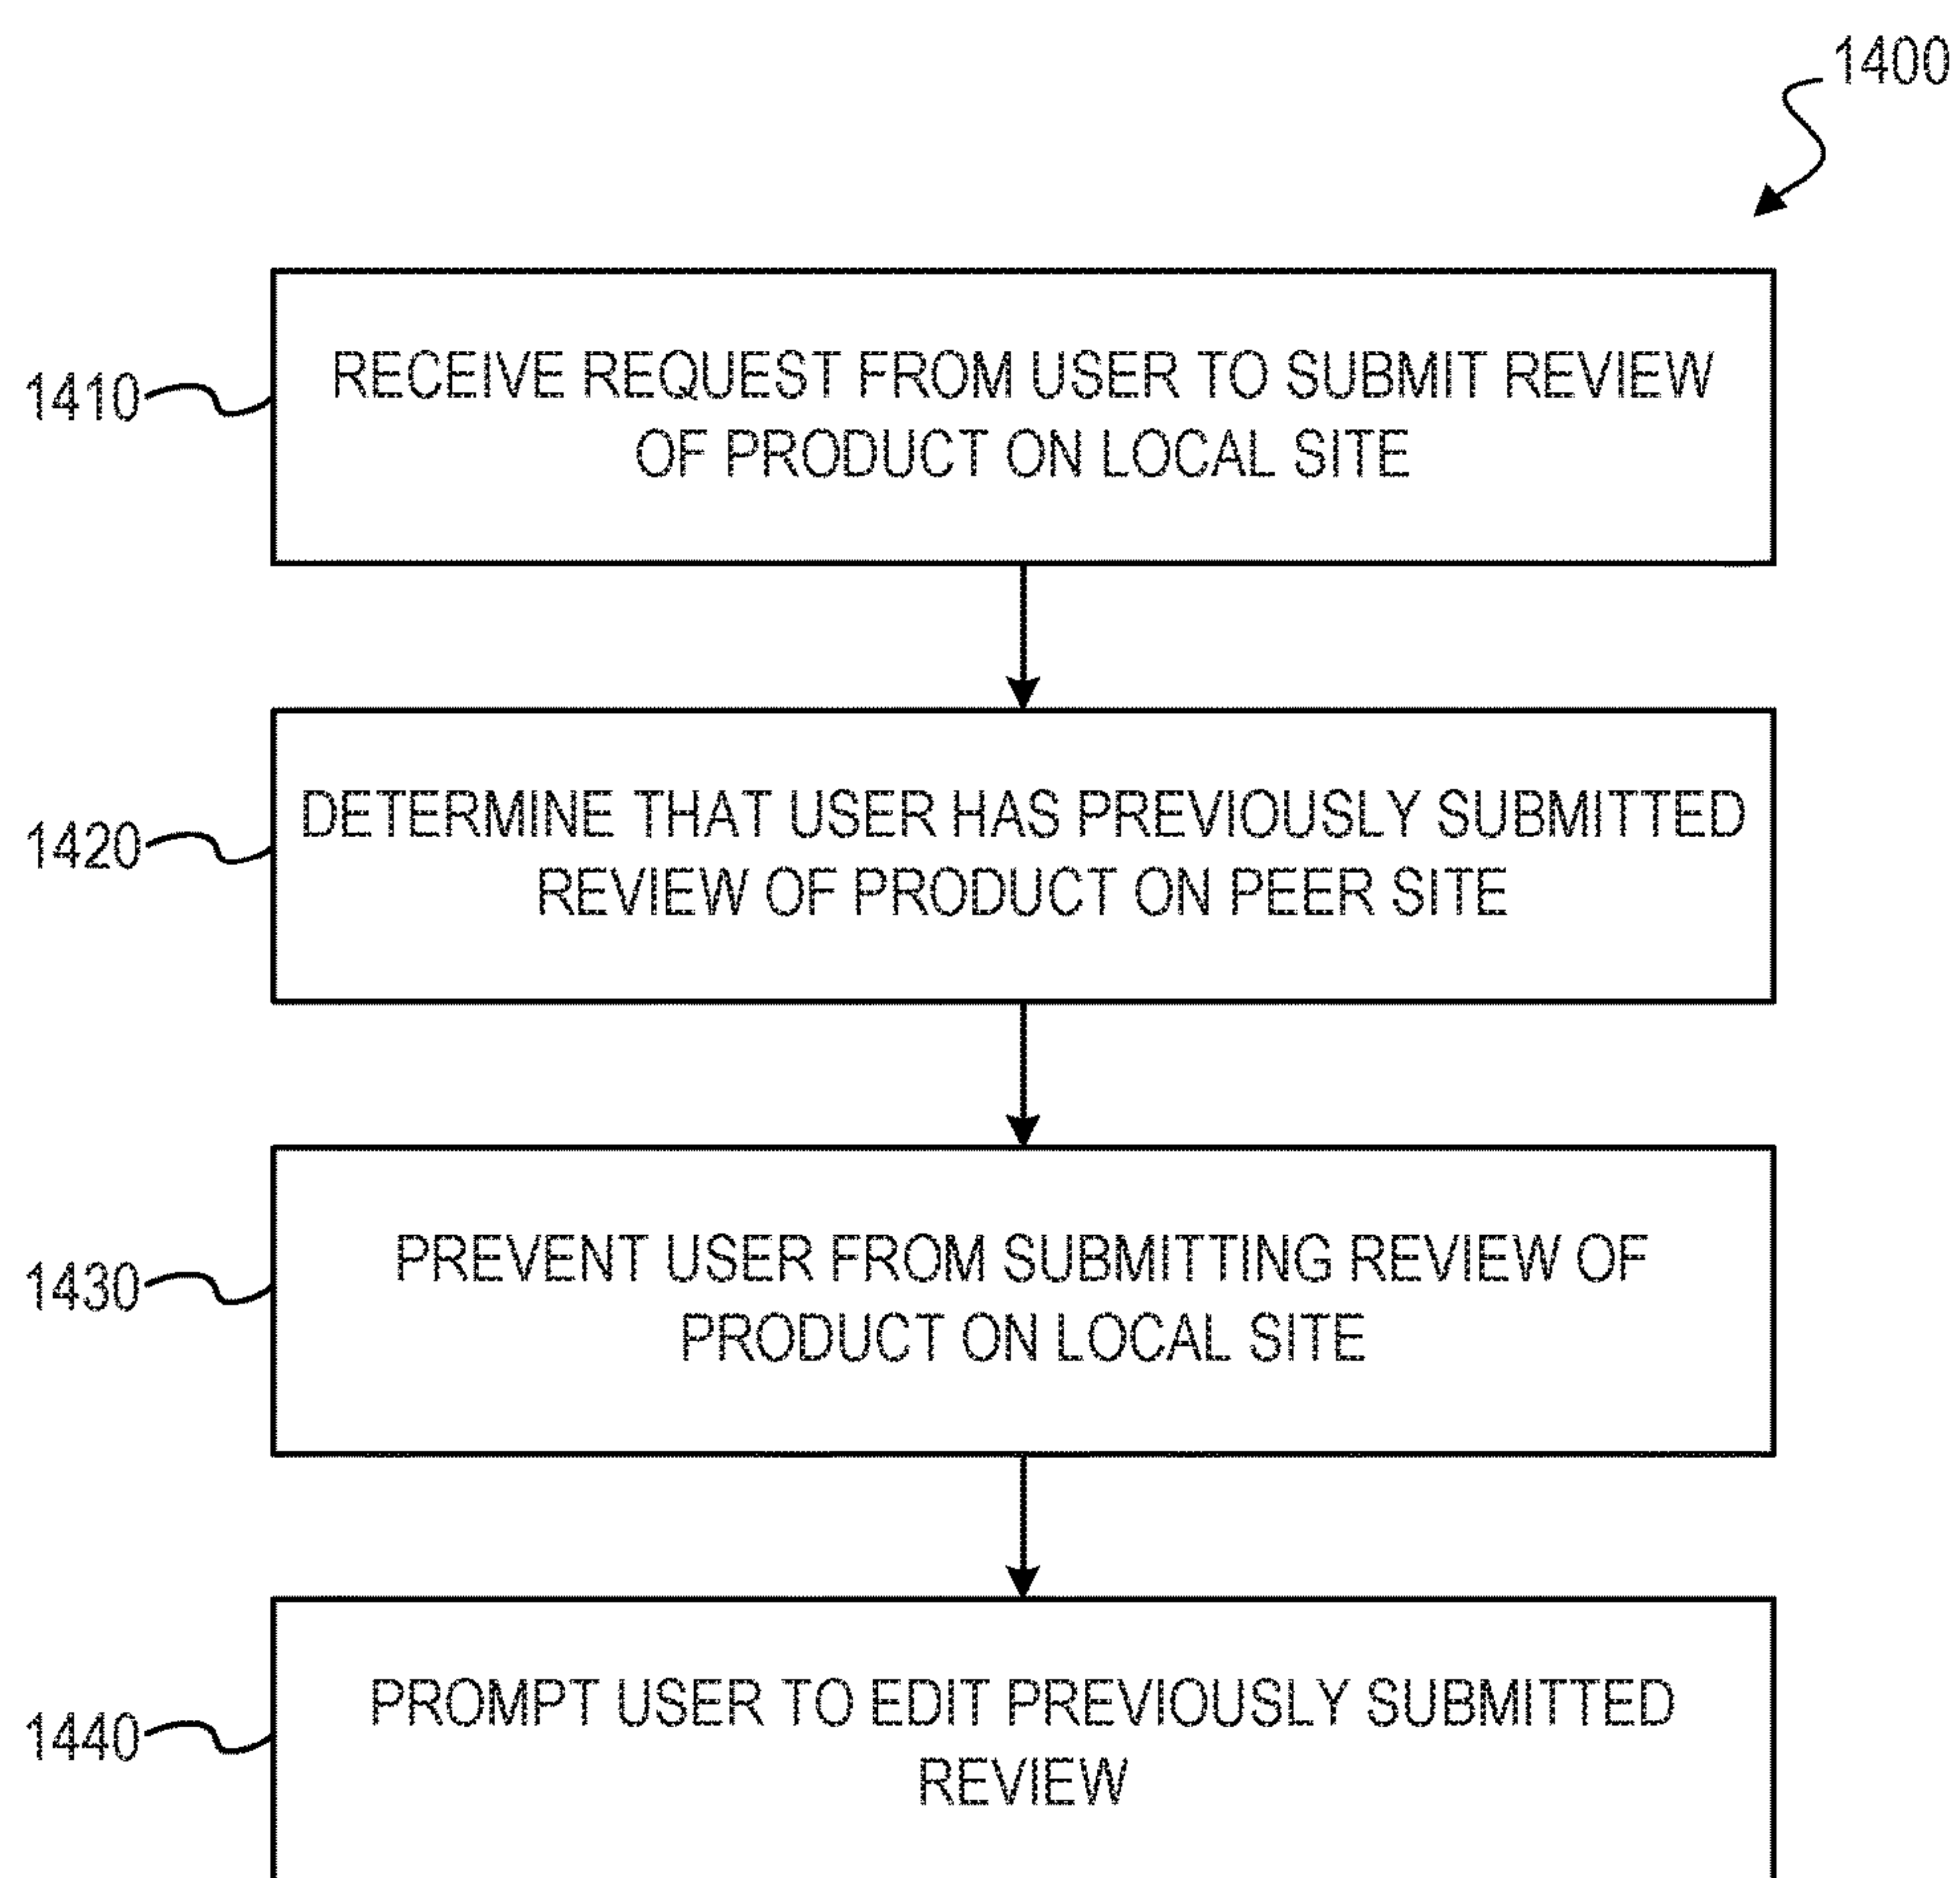 1400
1410
RECEIVE REQUEST FROM USER TO SUBMIT REVIEW
OF PRODUCT ON LOCAL SITE
1420
DETERMINE THAT USER HAS PREVIOUSLY SUBMITTED
REVIEW OF PRODUCT ON PEER SITE
1430
PREVENT USER FROM SUBMITTING REVIEW OF
PRODUCT ON LOCAL SITE
1440
PROMPT USER TO EDIT PREVIOUSLY SUBMITTED
REVIEW